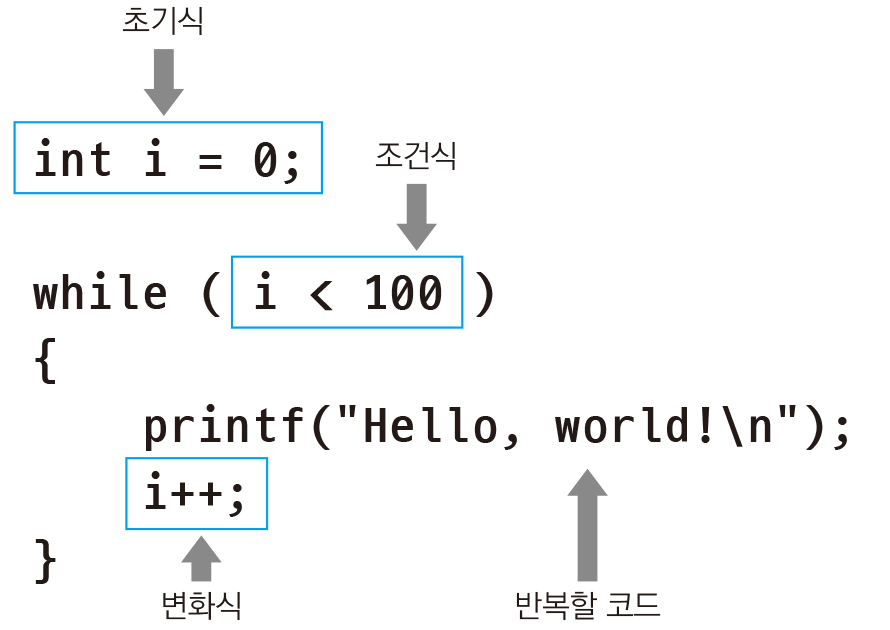 초기식
int i = 0;
조건식
while ( i < 100 )
{
printf("Hello, world!\n");
i++;
}
변화식
반복할 코드